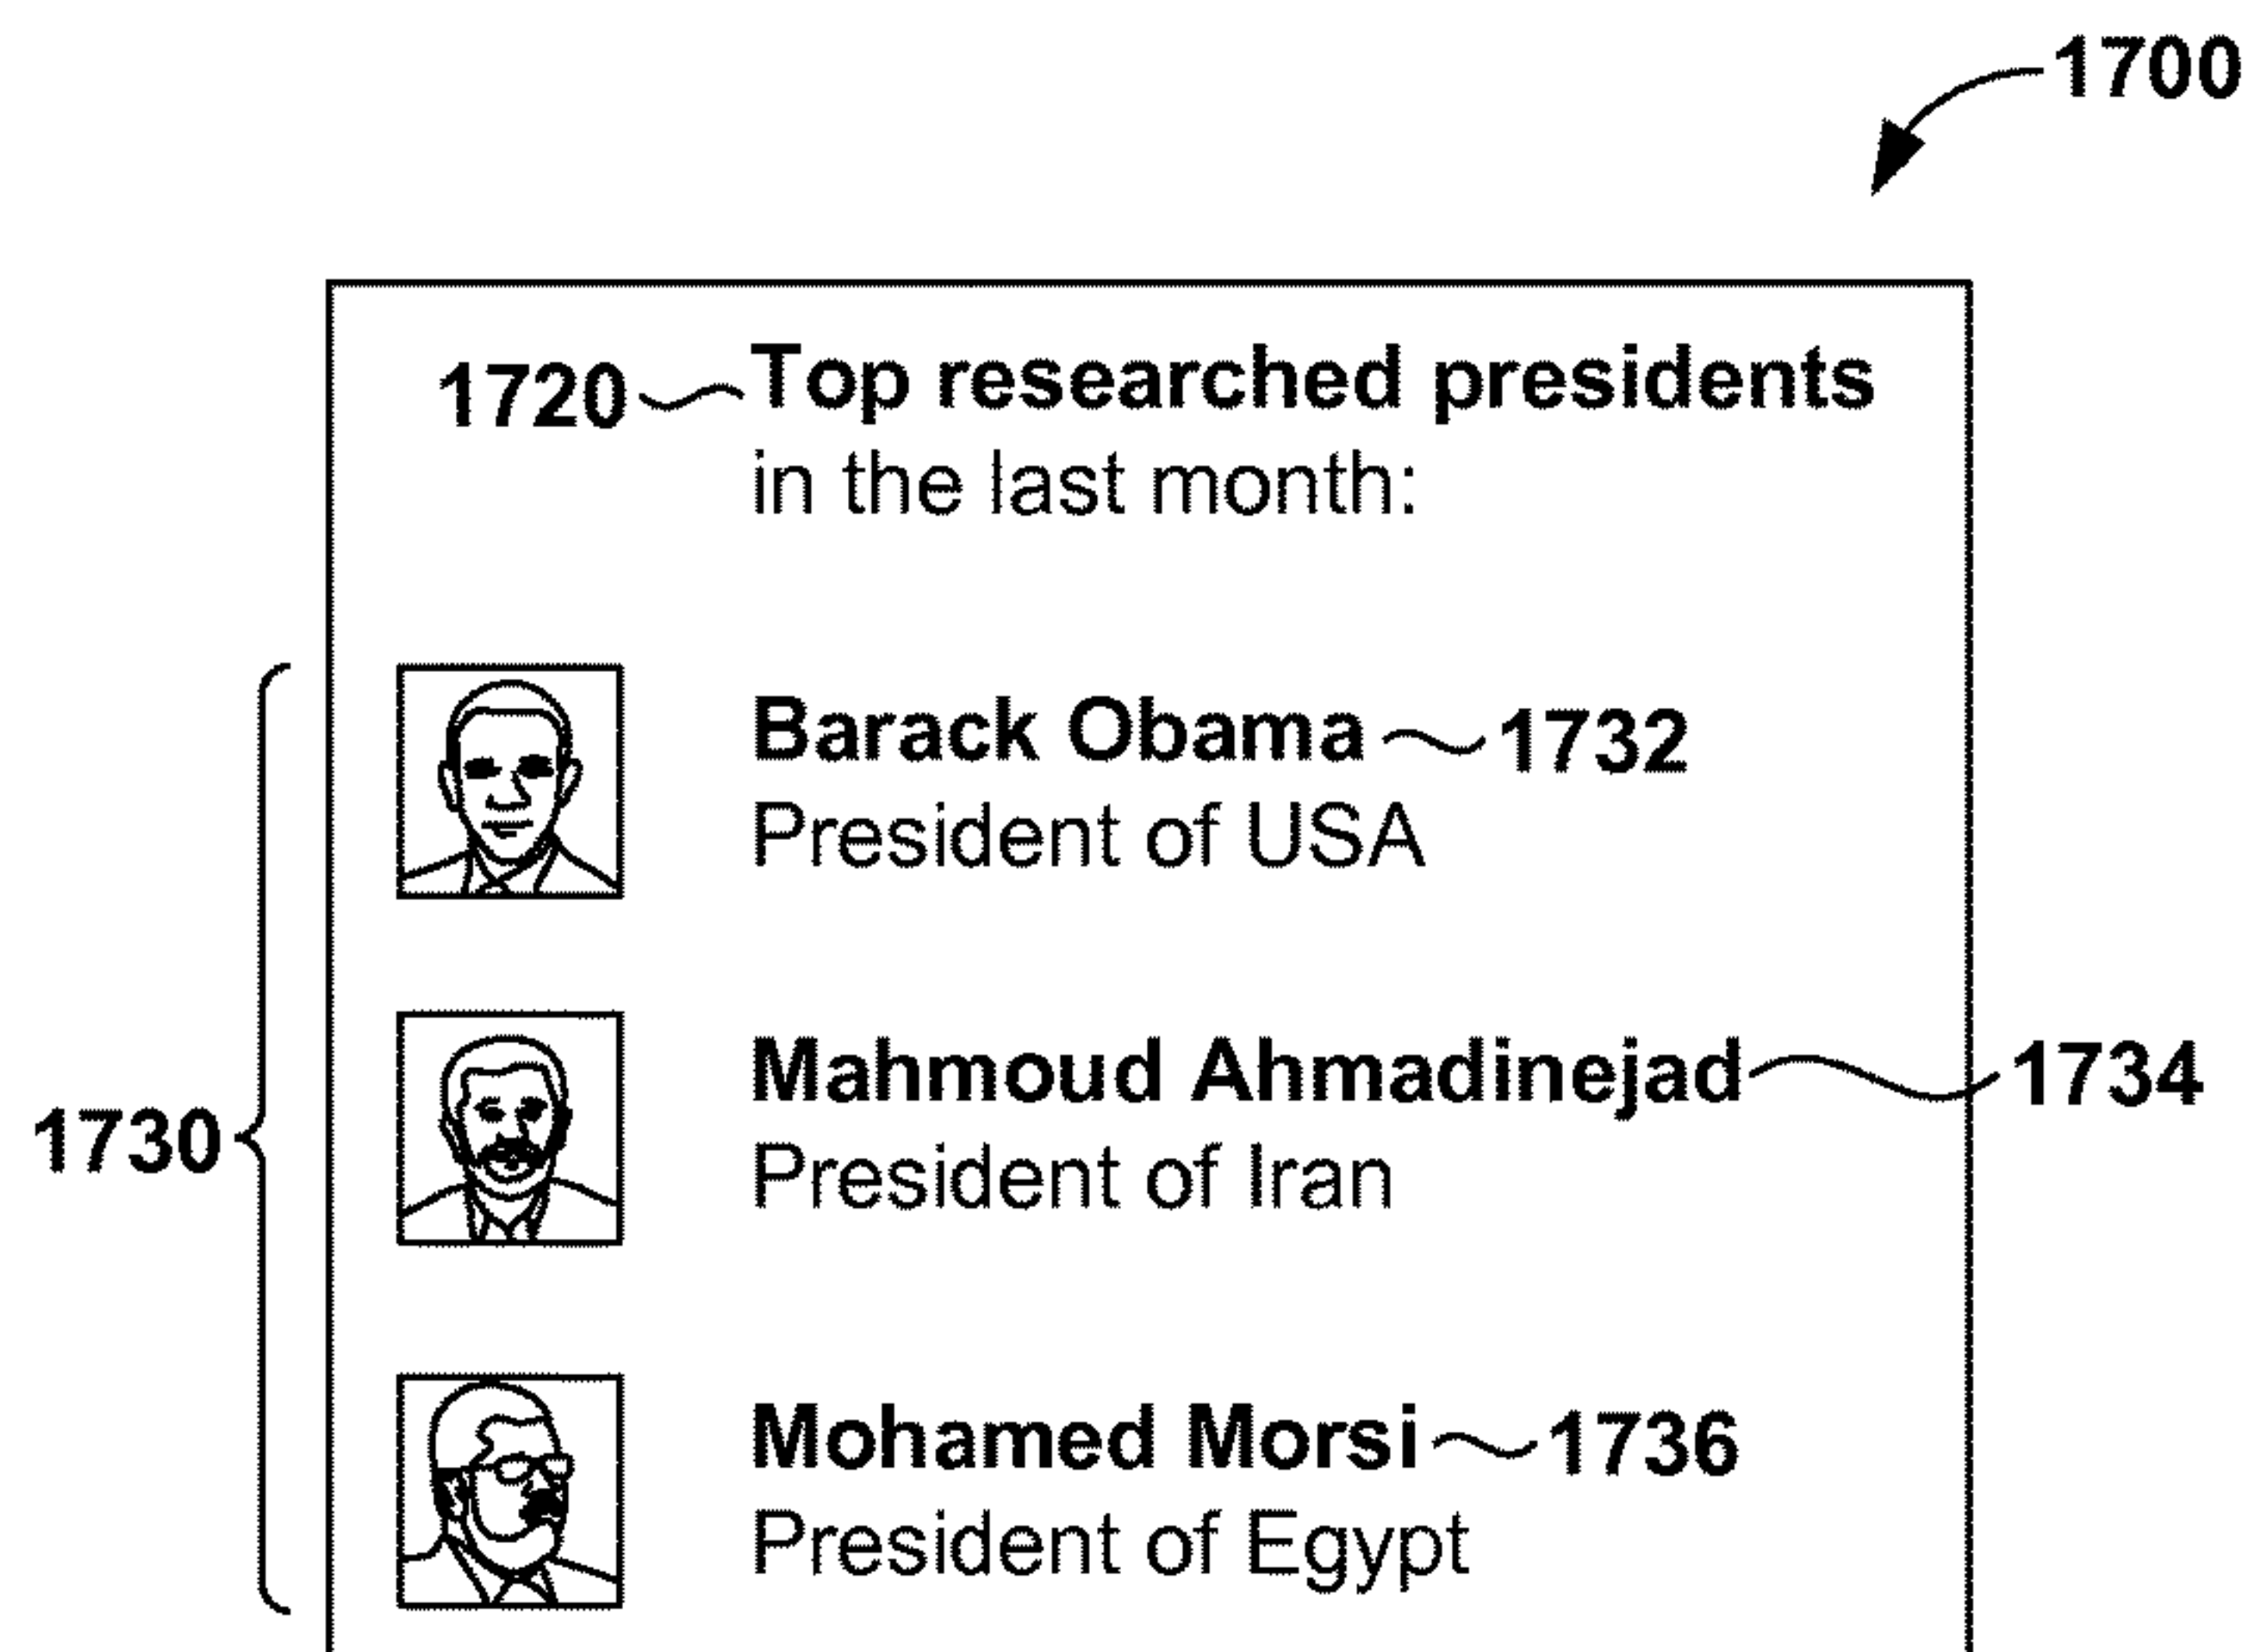 1700
1720 Top researched presidents
in the last month:
Barack Obama 1732
President of USA
Mahmoud Ahmadinejad 1734
1730
President of Iran
Mohamed Morsi 1736
President of Egypt